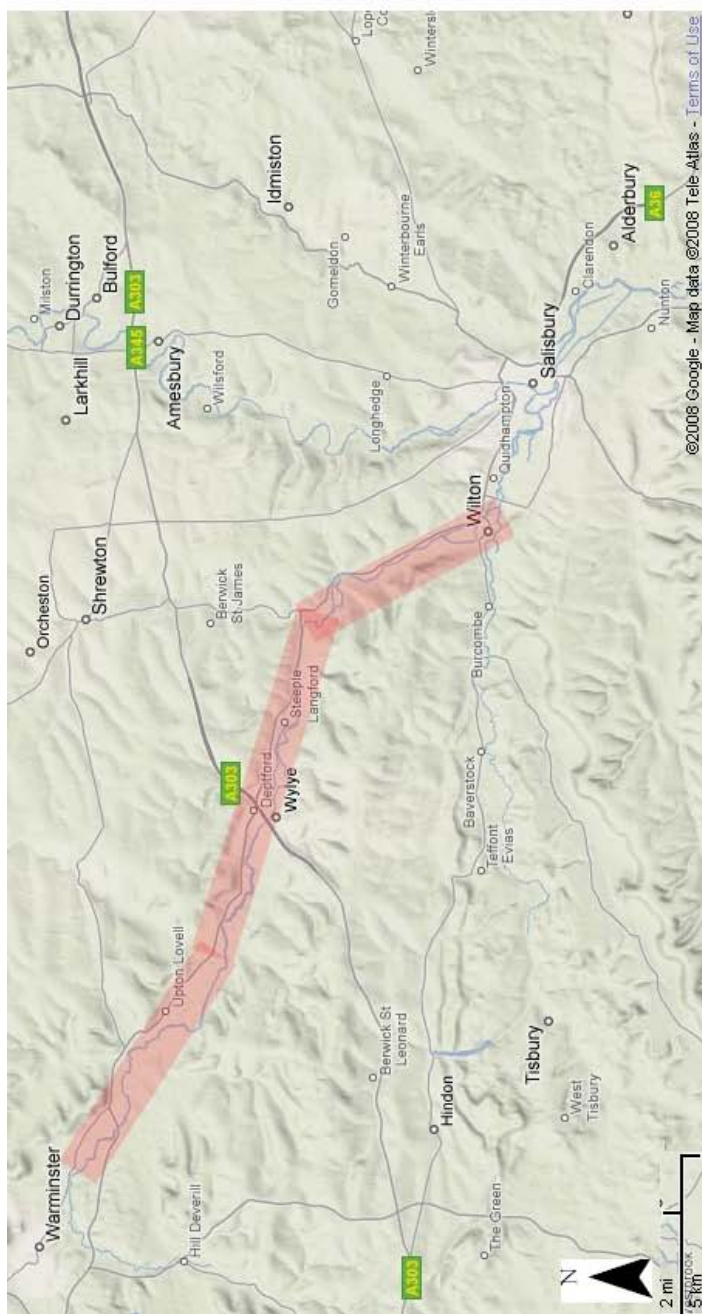 Milston
Orcheston
Warminster
Durrington
Larkhill
Shrewton
Bulford
A345
A303
Amesbury
Upton Lovell
Hill Deverill
Wilsford
Berwick
St James
A303
Deptford
Idmiston
Wylye
Steeple
Langford
Gomeldon
Lop
Co
Longhedge
Berwick St
Leonard
Winterbourne
Earls
A303
Wintersl
Hindon
Wilton
Burcombe
Baverstock
Teffont
Evias
The Green
Quidhampton
Salisbury
Tisbury
West
Tisbury
Clarendon
Alderbury
N
A36
Nunton
2 mi
5 km
©2008 Google - Map data ©2008 Tele Atlas - Terms of Use